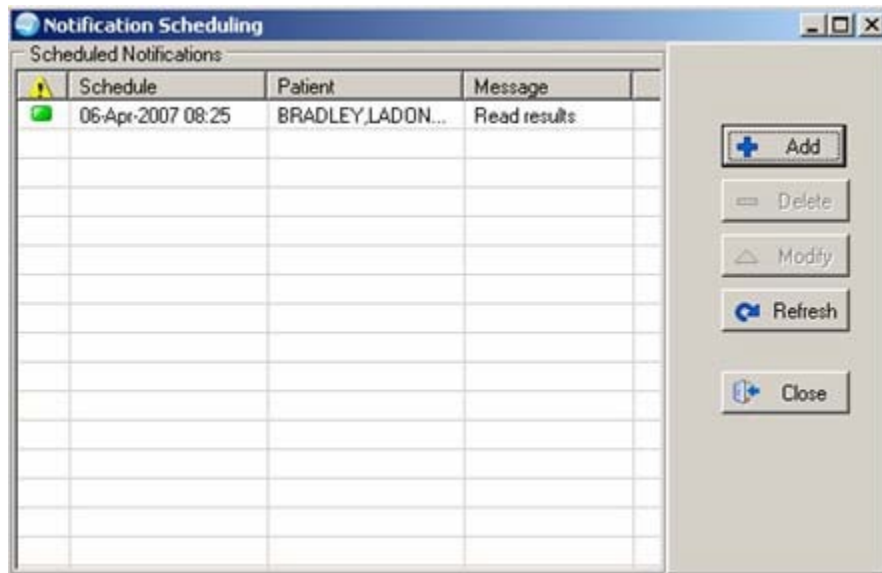 Notification Scheduling
Scheduled Notifications
Schedule Patient Message
06-Apr-2007 08:25 BRADLEY,LADON... Read results
Add
Delete
Modify
Refresh
Close